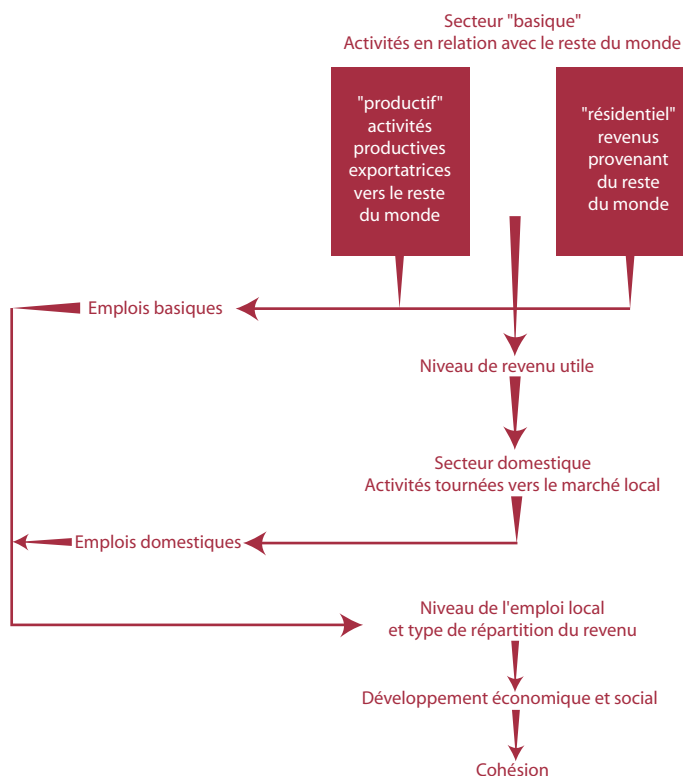 Secteur "basique"
Activités en relation avec le reste du monde
"productif"
activités
productives
exportatrices
vers le reste
du monde
"résidentiel"
revenus
provenant
du reste
du monde
Emplois basiques
Niveau de revenu utile
Secteur domestique
Activités tournées vers le marché local
Emplois domestiques
Niveau de l'emploi local
et type de répartition du revenu
Développement économique et social
Cohésion